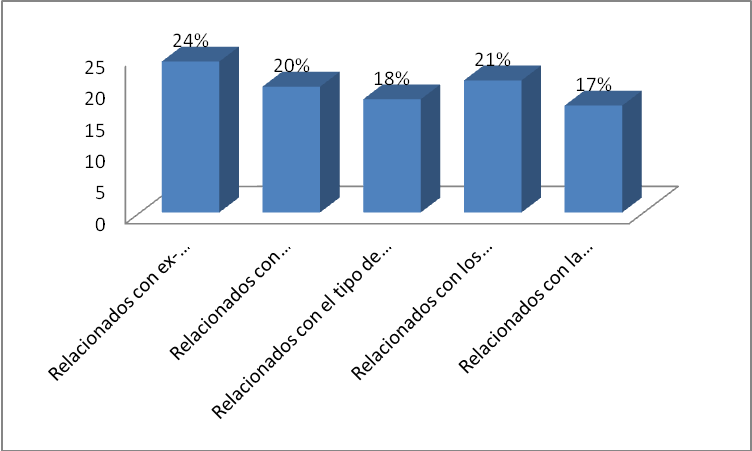 24%
20%
18%
21%
17%
25
20
15
10
5
0
Relacionados con ex-...
Relacionados con...
Relacionados con el tipo de...
Relacionados con los...
Relacionados con la...